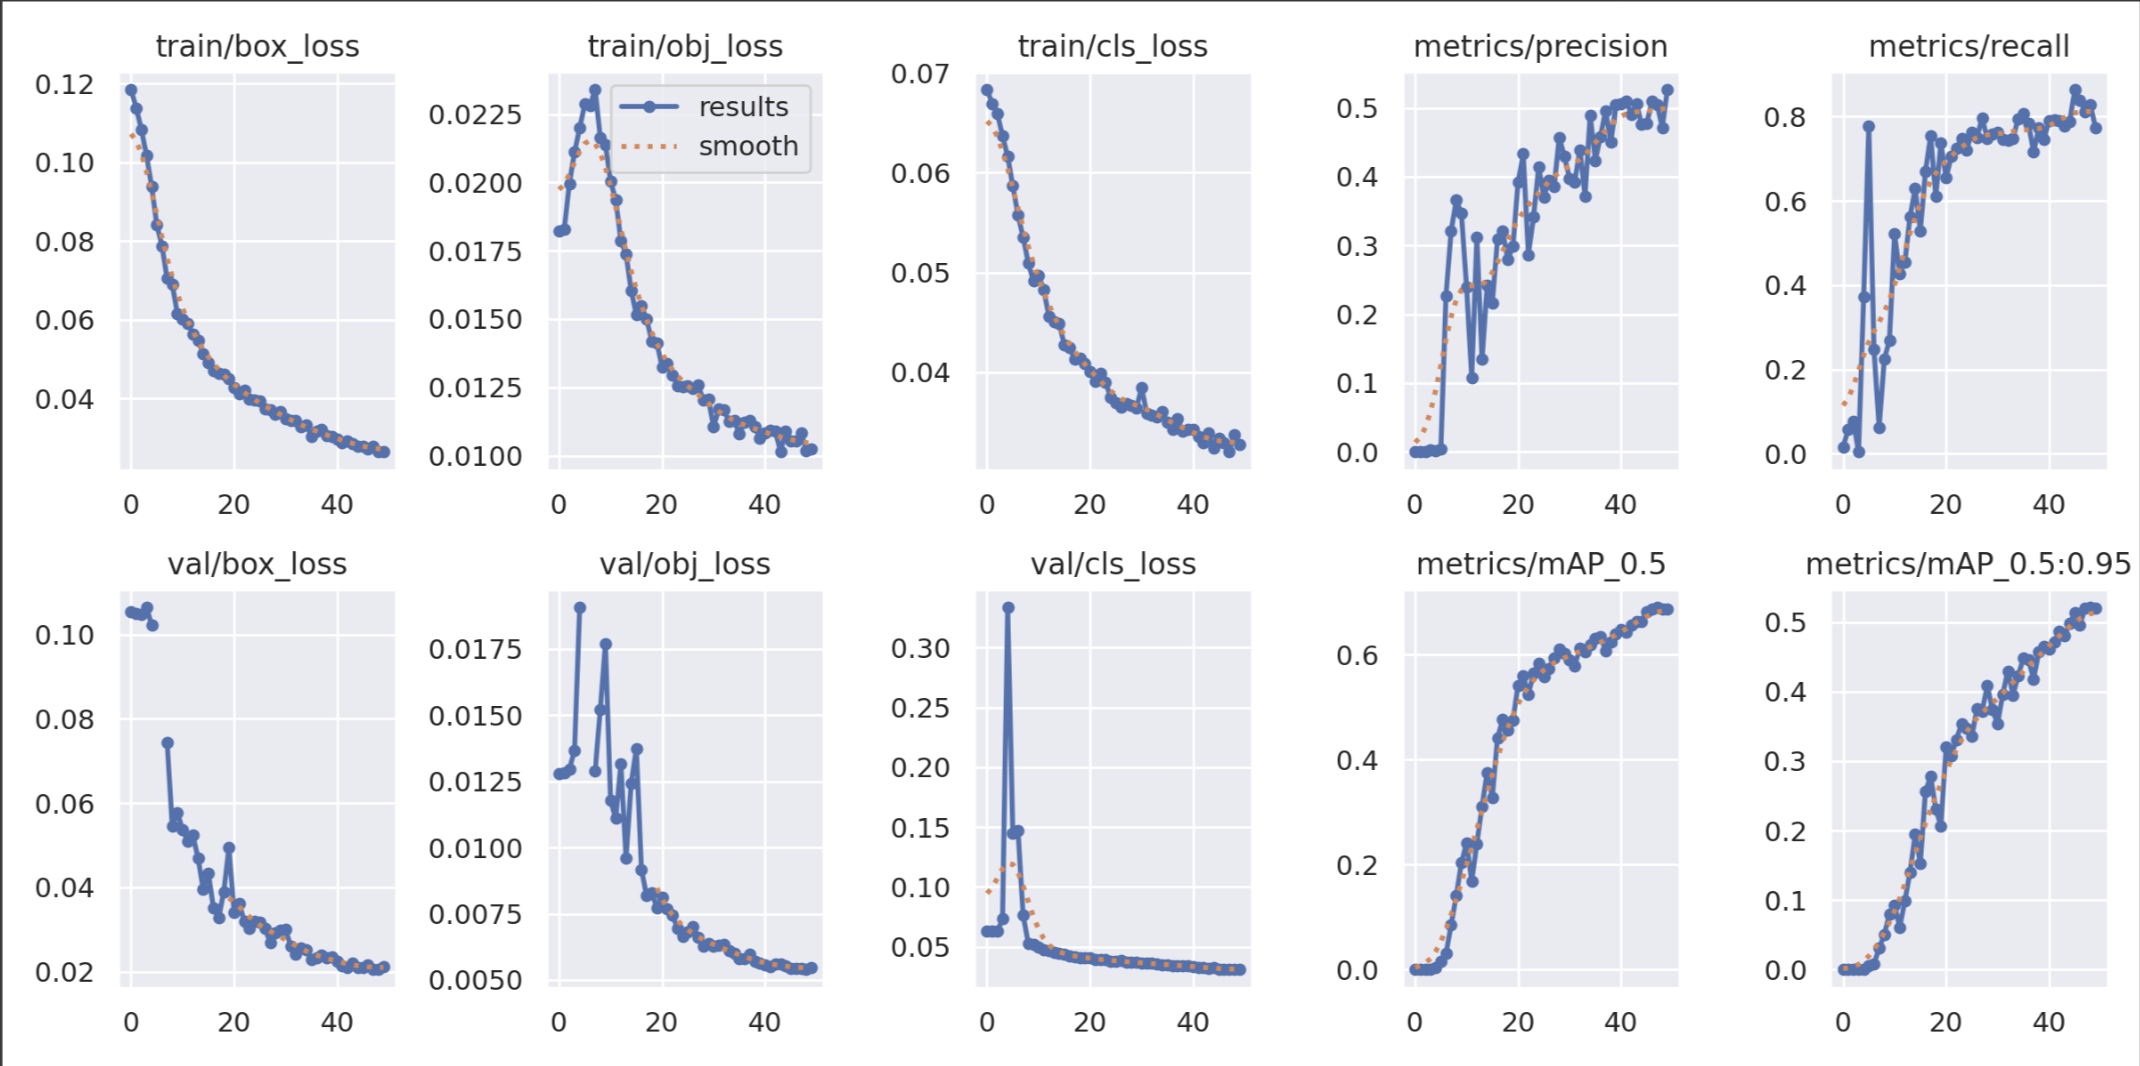 train/box_loss
0.12
0.10
0.08
0.06
0.04
0 20 40
train/obj_loss
results
smooth
0.0225
0.0200
0.0175
0.0150
0.0125
0.0100
0 20 40
train/cls_loss
0.07
0.06
0.05
0.04
0 20 40
metrics/precision
0.5
0.4
0.3
0.2
0.1
0.0
0 20 40
metrics/recall
0.8
0.6
0.4
0.2
0.0
0 20 40
val/box_loss
0.10
0.08
0.06
0.04
0.02
0 20 40
val/obj_loss
0.0175
0.0150
0.0125
0.0100
0.0075
0.0050
0 20 40
val/cls_loss
0.30
0.25
0.20
0.15
0.10
0.05
0 20 40
metrics/mAP_0.5
0.6
0.4
0.2
0.0
0 20 40
metrics/mAP_0.5:0.95
0.5
0.4
0.3
0.2
0.1
0.0
0 20 40